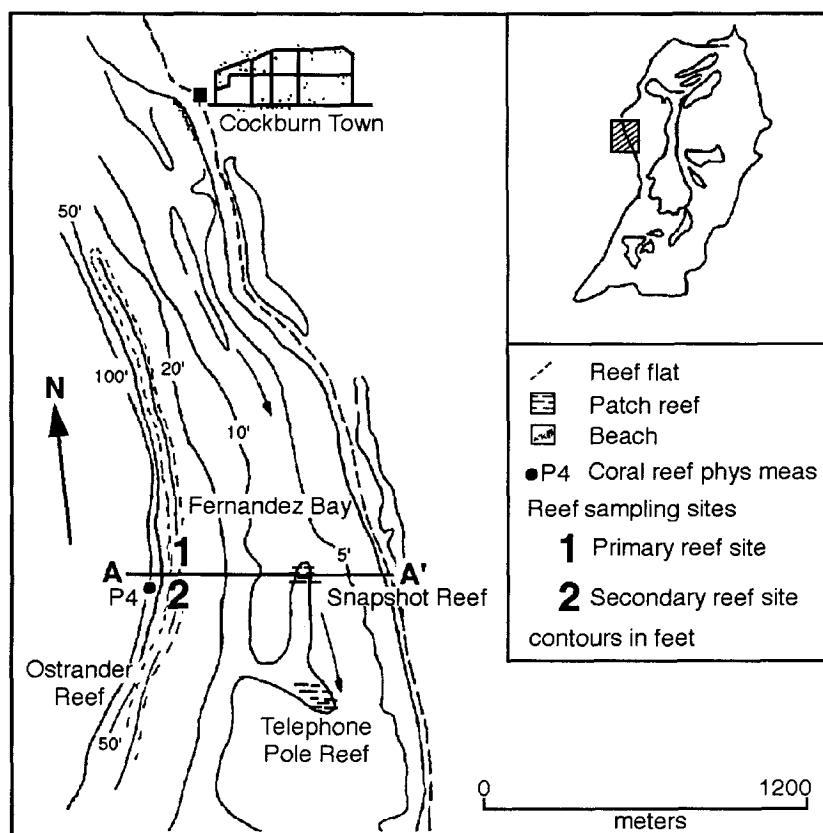 Cockburn Town
50'
100'
20'
10'
N
Fernandez Bay
5'
1
A
A'
P4
2
Snapshot Reef
Ostrander
Reef
Telephone
Pole Reef
50'
Reef flat
Patch reef
Beach
P4 Coral reef phys meas
Reef sampling sites
1 Primary reef site
2 Secondary reef site
contours in feet
0 1200
meters